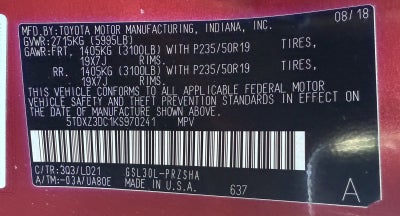 MFD. BY: TOYOTA MOTOR MANUFACTURING, INDIANA, INC. 08/18
GVWR: 2715KG (5995LB)
GAWR:FRT, 1405KG (3100LB) WITH P235/50R19 TIRES,
19X7J RIMS.
RR. 1405KG (3100LB) WITH P235/50R19 TIRES,
19X7J RIMS.
THIS VEHICLE CONFORMS TO ALL APPLICABLE FEDERAL MOTOR
VEHICLE SAFETY, BUMPER, AND THEFT PREVENTION STANDARDS IN EFFECT ON
THE DATE OF MANUFACTURE SHOWN ABOVE.
5TDXZ3DC1KS970241 MPV
C/TR:3Q3/LD21 GSL30L-PRZSHA
A/TM:-03A/UA80E MADE IN U.S.A. 637 A